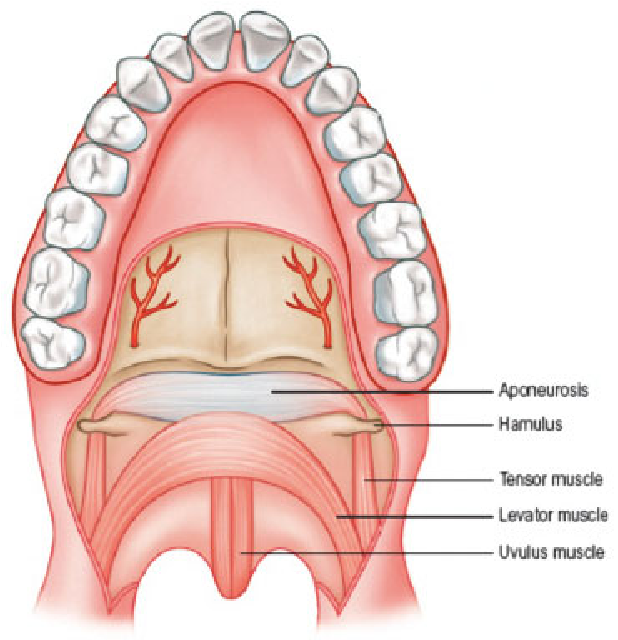 Aponeurosis
Hamulus
Tensor muscle
Levator muscle
Uvulus muscle